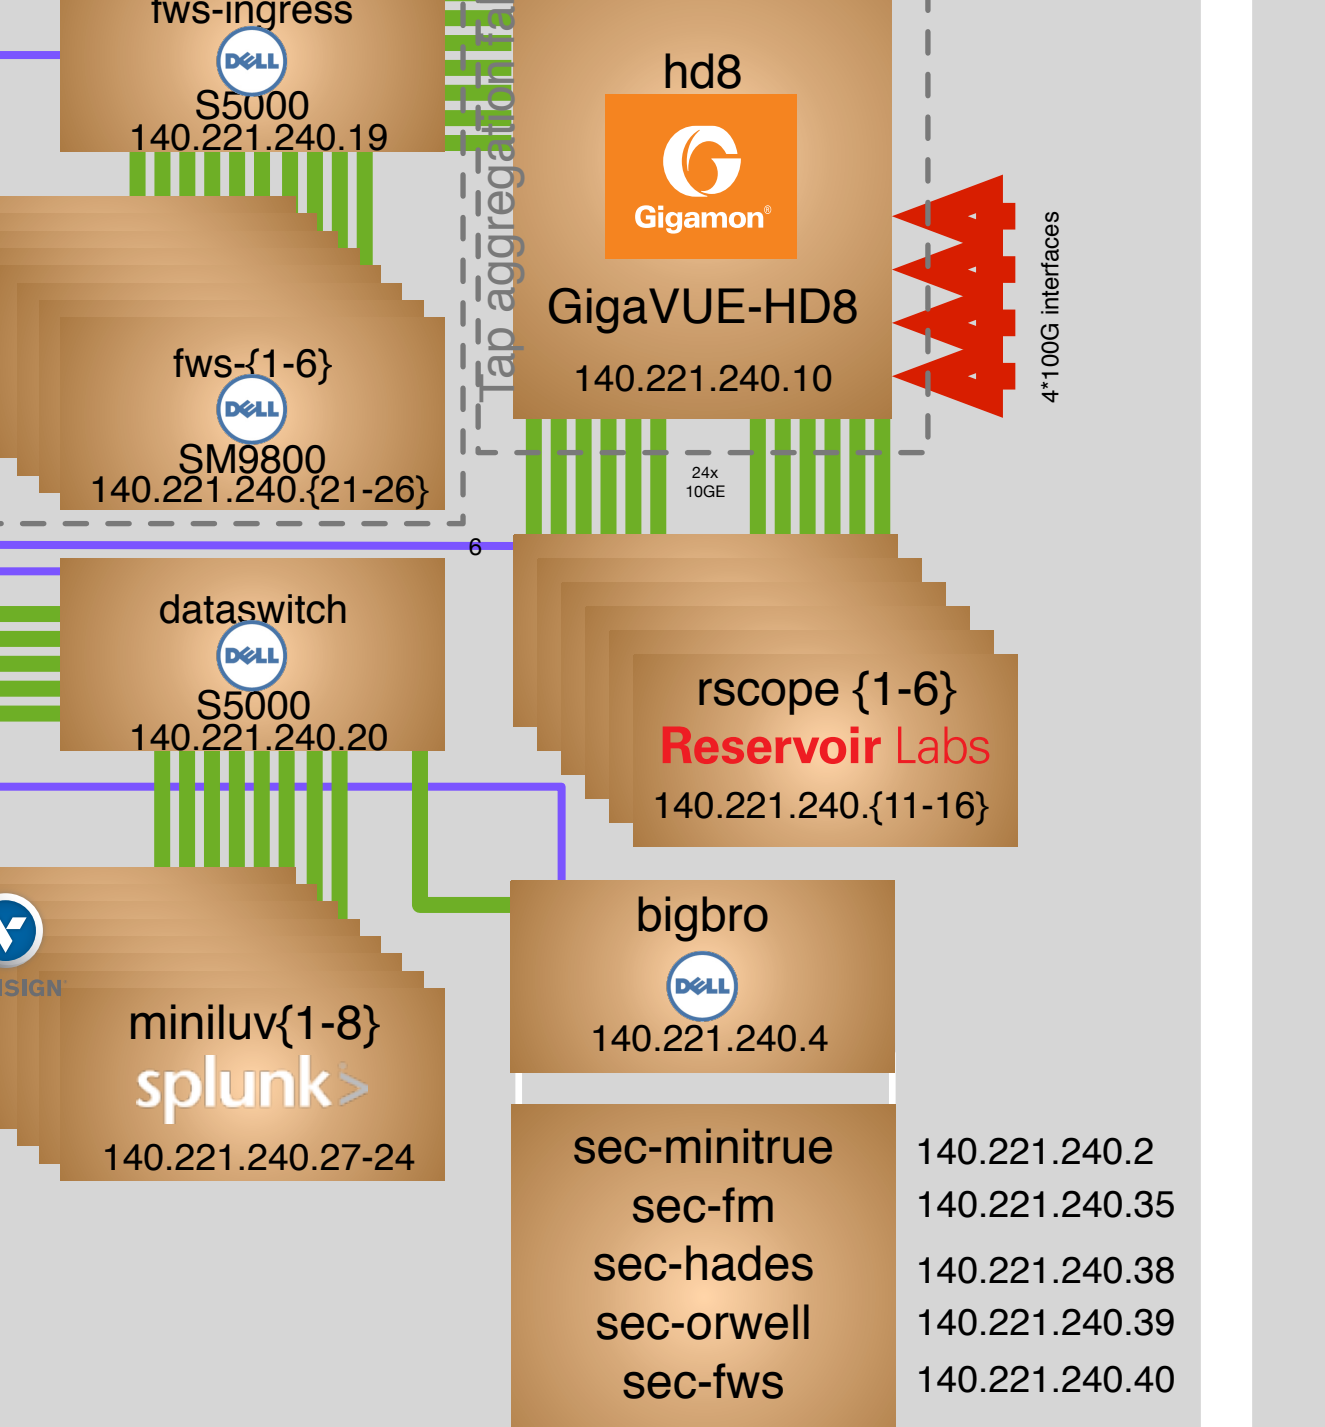 fws-ingress
DELL
S5000
140.221.240.19
Tap aggregation
hd8
Gigamon®
GigaVUE-HD8
140.221.240.10
4*100G interfaces
fws-{1-6}
DELL
SM9800
140.221.240.{21-26}
24x
10GE
6
dataswitch
DELL
S5000
140.221.240.20
rscope {1-6}
Reservoir Labs
140.221.240.{11-16}
bigbro
DELL
140.221.240.4
miniluv{1-8}
splunk>
140.221.240.27-24
sec-minitrue 140.221.240.2
sec-fm 140.221.240.35
sec-hades 140.221.240.38
sec-orwell 140.221.240.39
sec-fws 140.221.240.40